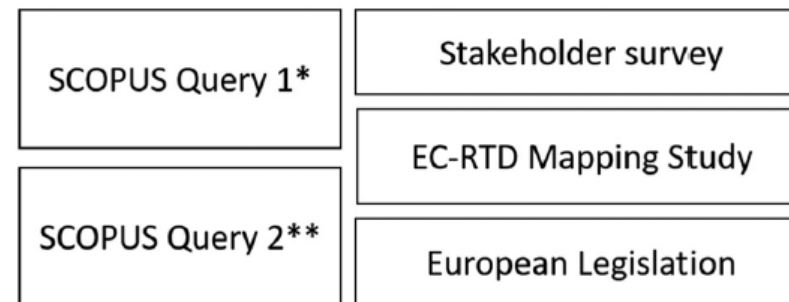 SCOPUS Query 1*
SCOPUS Query 2**
Stakeholder survey
EC-RTD Mapping Study
European Legislation